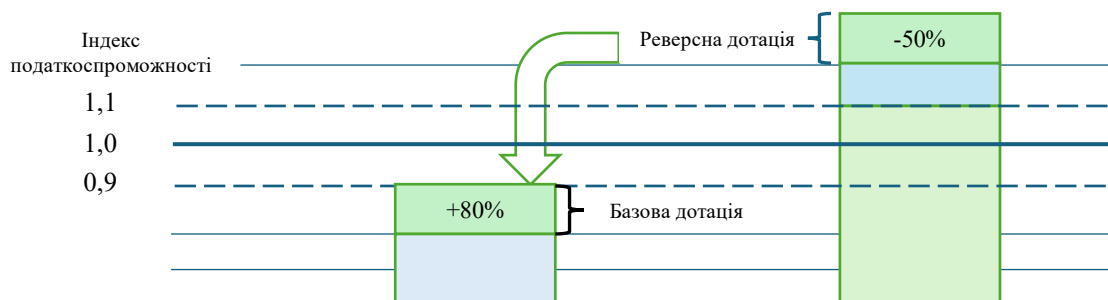 Індекс
податкоспроможності
1,1
1,0
0,9
Реверсна дотація
-50%
+80%
Базова дотація